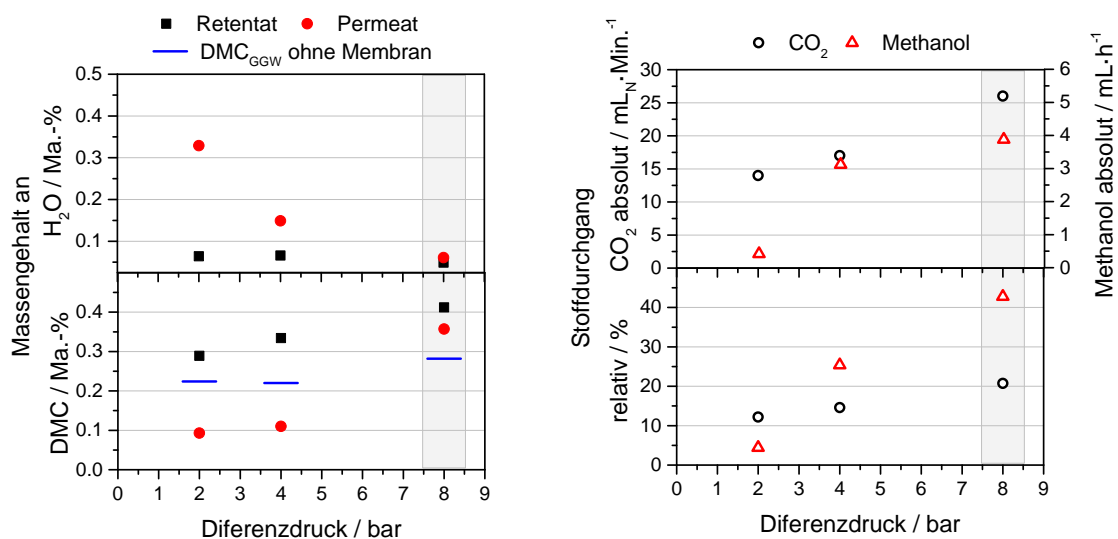 Retentat Permeat
DMC_GGW ohne Membran
Massengehalt an
H₂O / Ma.-%
0.5
0.4
0.3
0.2
0.1
DMC / Ma.-%
0.4
0.3
0.2
0.1
0.0
0 1 2 3 4 5 6 7 8 9
Diferenzdruck / bar
CO₂ Methanol
Stoffdurchgang
CO₂ absolut / mL_N·Min.⁻¹
30
25
20
15
10
5
0
6
5
4
3
2
1
0
Methanol absolut / mL·h⁻¹
relativ / %
40
30
20
10
0
0 1 2 3 4 5 6 7 8 9
Diferenzdruck / bar